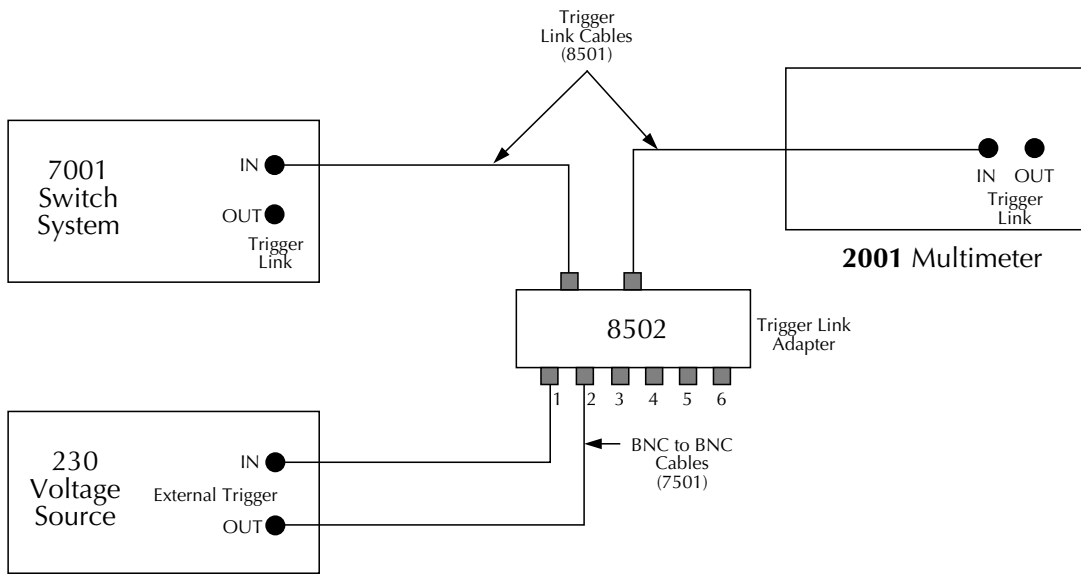 Trigger
Link Cables
(8501)
7001
Switch
System
IN
OUT
Trigger
Link
IN OUT
Trigger
Link
2001 Multimeter
8502
Trigger Link
Adapter
1 2 3 4 5 6
230
Voltage
Source
IN
External Trigger
OUT
BNC to BNC
Cables
(7501)